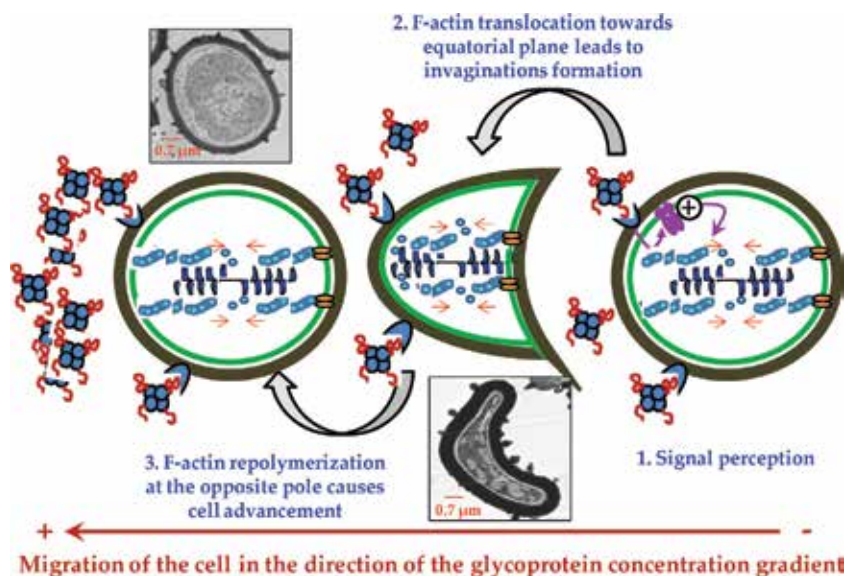 2. F-actin translocation towards
equatorial plane leads to
invaginations formation
0.7 µm
+
3. F-actin repolymerization
at the opposite pole causes
cell advancement
0.7 µm
1. Signal perception
+ -
Migration of the cell in the direction of the glycoprotein concentration gradient